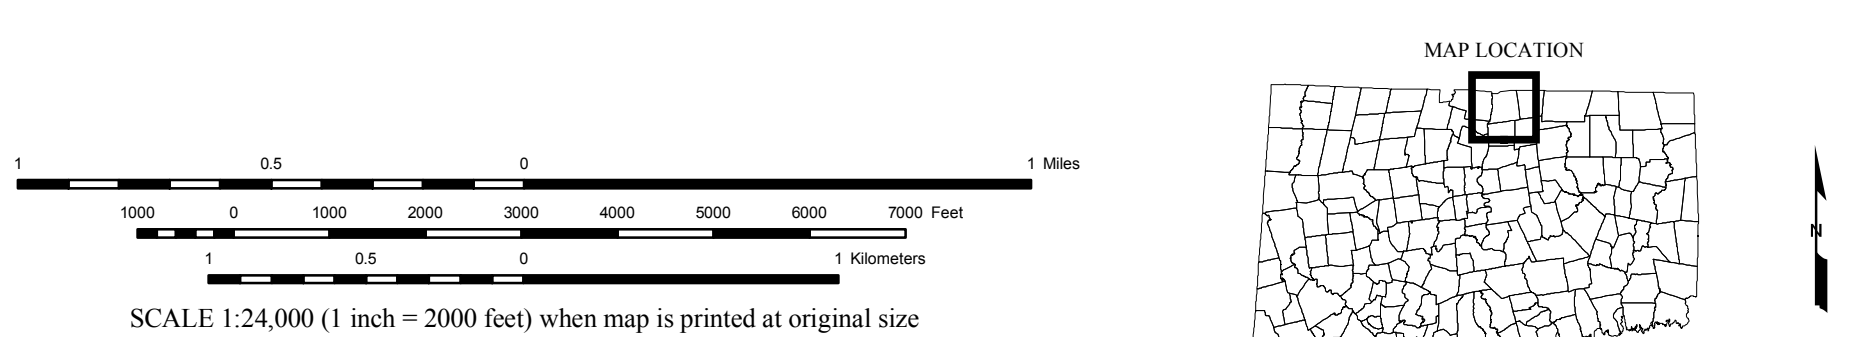 MAP LOCATION
1 0.5 0 1 Miles
1000 0 1000 2000 3000 4000 5000 6000 7000 Feet
1 0.5 0 1 Kilometers
SCALE 1:24,000 (1 inch = 2000 feet) when map is printed at original size
N